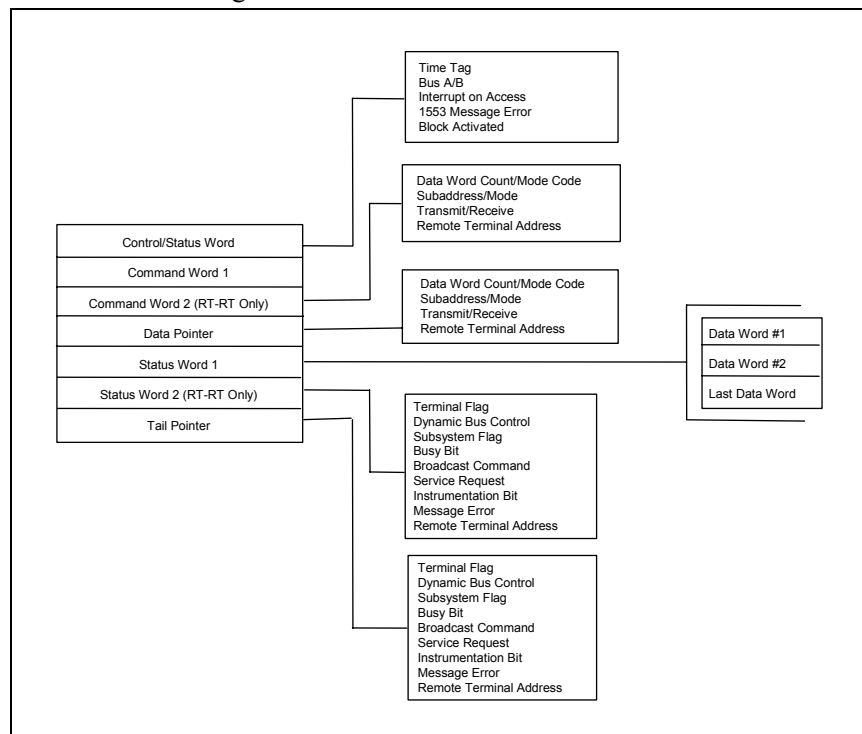 Time Tag
Bus A/B
Interrupt on Access
1553 Message Error
Block Activated
Data Word Count/Mode Code
Subaddress/Mode
Transmit/Receive
Remote Terminal Address
Control/Status Word
Command Word 1
Command Word 2 (RT-RT Only)
Data Pointer
Status Word 1
Status Word 2 (RT-RT Only)
Tail Pointer
Data Word Count/Mode Code
Subaddress/Mode
Transmit/Receive
Remote Terminal Address
Data Word #1
Data Word #2
Last Data Word
Terminal Flag
Dynamic Bus Control
Subsystem Flag
Busy Bit
Broadcast Command
Service Request
Instrumentation Bit
Message Error
Remote Terminal Address
Terminal Flag
Dynamic Bus Control
Subsystem Flag
Busy Bit
Broadcast Command
Service Request
Instrumentation Bit
Message Error
Remote Terminal Address